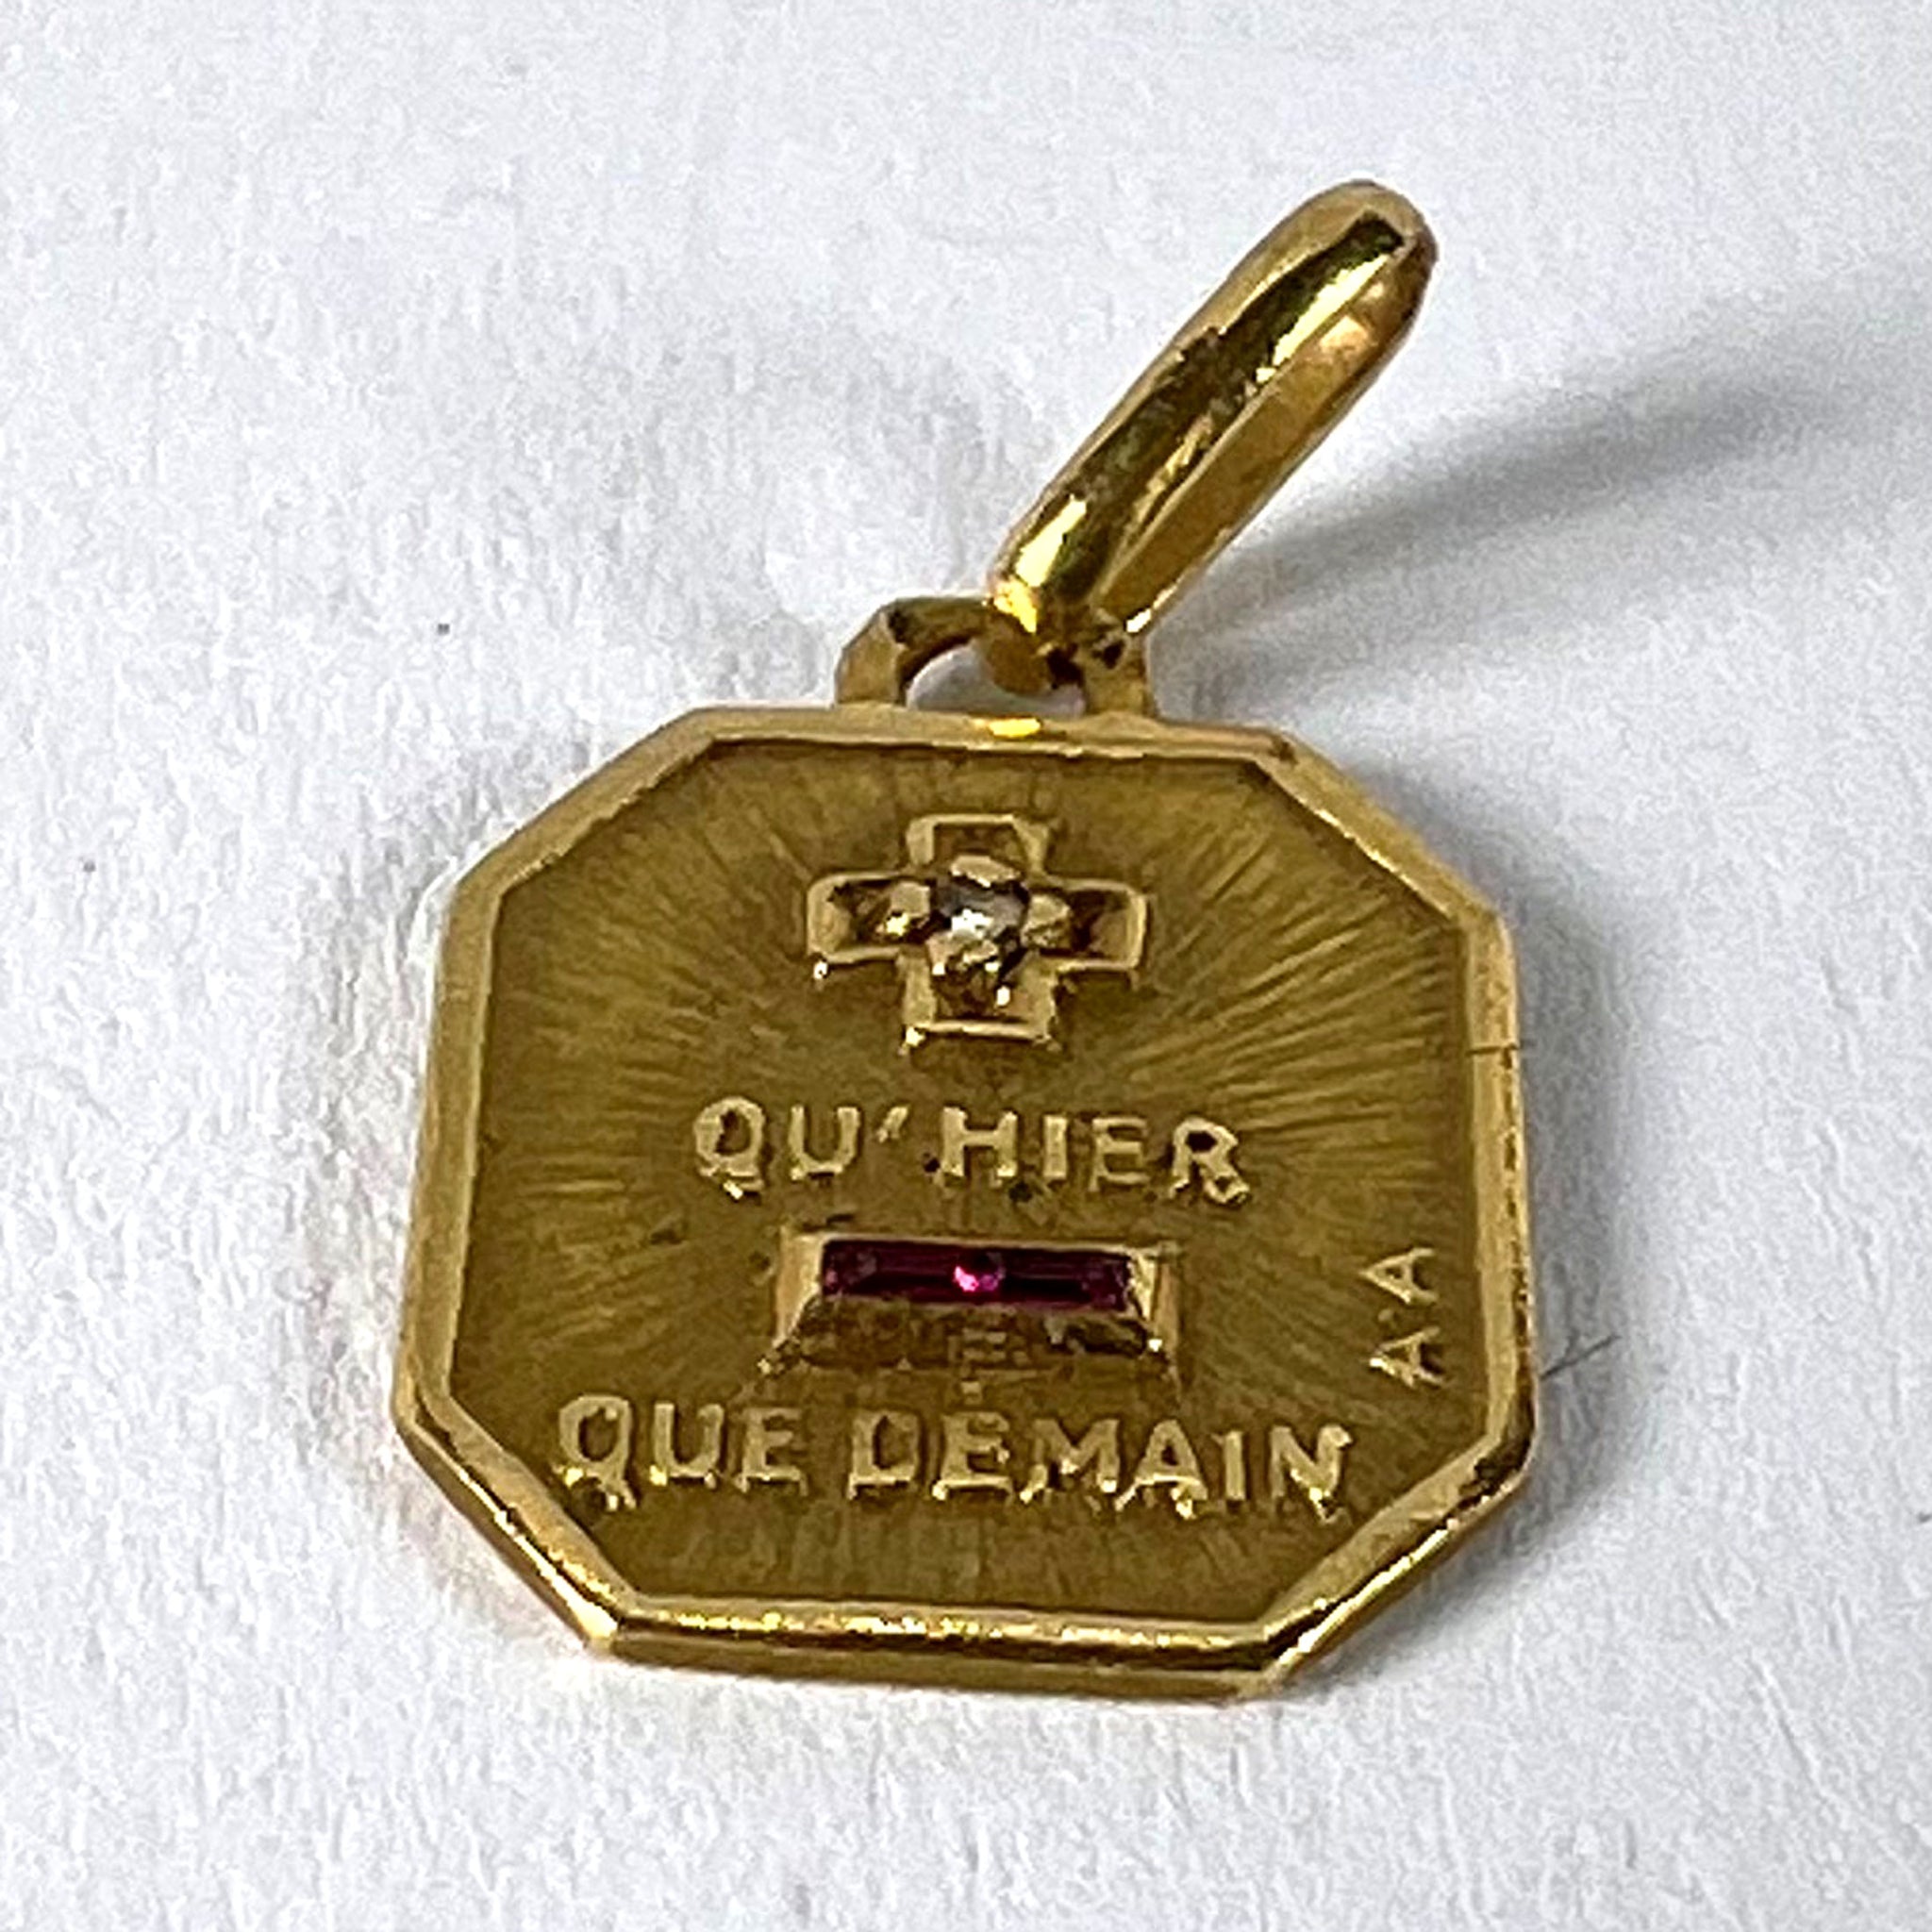 QU' HIER
QUE DEMAIN
A·A